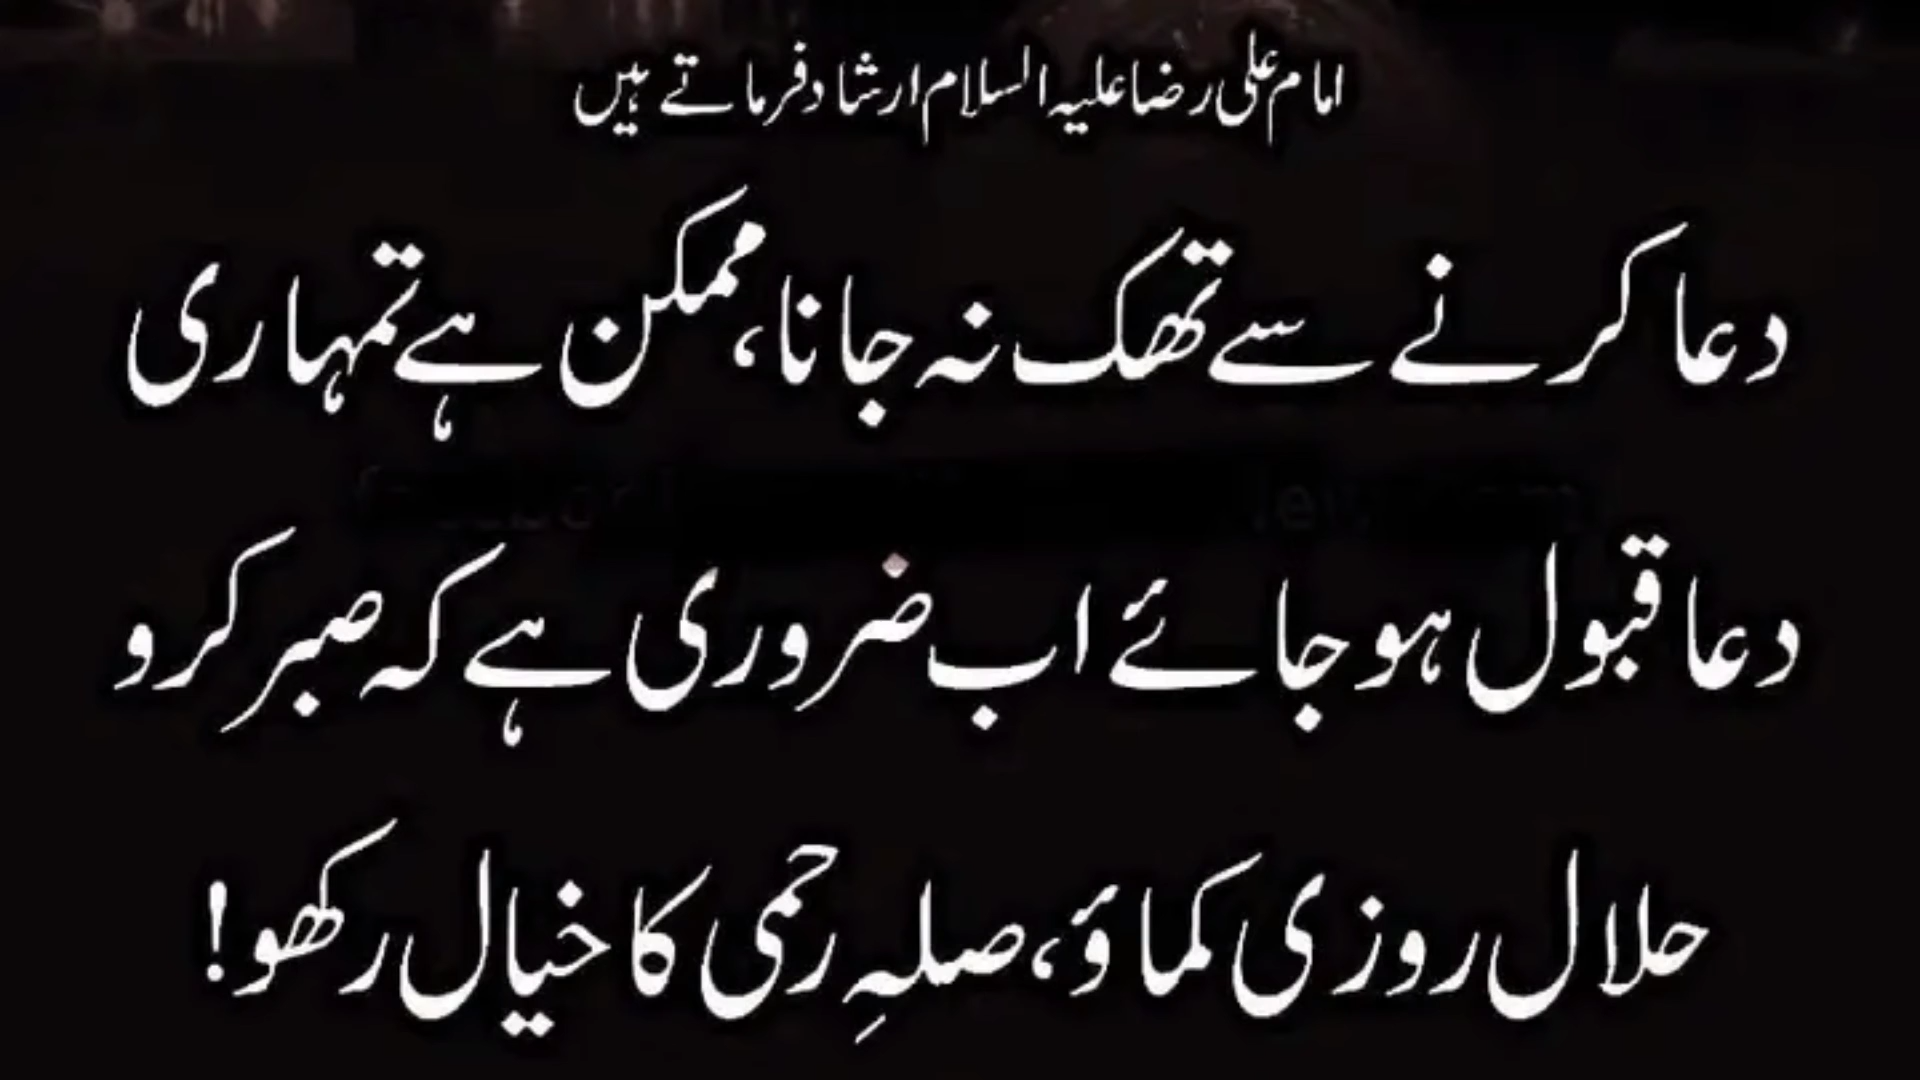 امام علی رضا علیہ السلام ارشاد فرماتے ہیں
دعا کرنے سے تھک نہ جانا، ممکن ہے تمہاری
دعا قبول ہو جائے اب ضروری ہے کہ صبر کرو
حلال روزی کماؤ، صلہِ رحمی کا خیال رکھو!